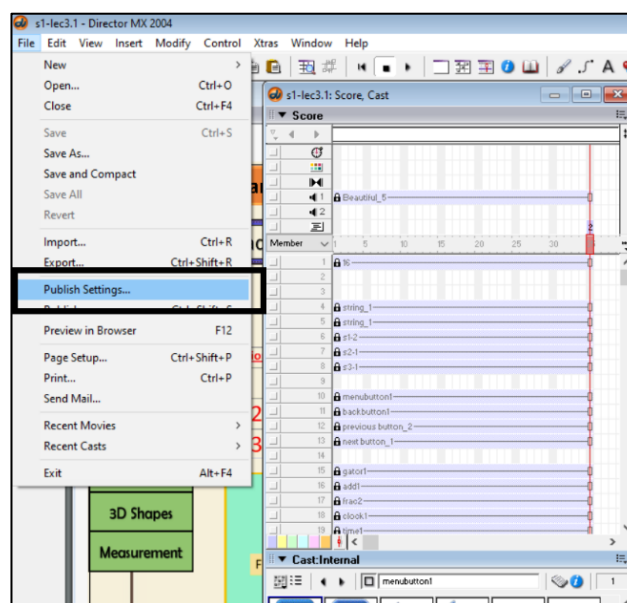 s1-lec3.1 - Director MX 2004
File Edit View Insert Modify Control Xtras Window Help
New
Open... Ctrl+O
Close Ctrl+F4
Save Ctrl+S
Save As...
Save and Compact
Save All
Revert
Import... Ctrl+R
Export... Ctrl+Shift+R
Publish Settings...
Preview in Browser F12
Page Setup... Ctrl+Shift+P
Print... Ctrl+P
Send Mail...
Recent Movies
Recent Casts
Exit Alt+F4
3D Shapes
Measurement
s1-lec3.1: Score, Cast
Score
1 Beautiful_5
2
2
Member 1 5 10 15 20 25 30
1 16
2
3
4 string_1
5 string_1
6 s1-2
7 s2-1
8 s3-1
9
10 menubutton1
11 backbutton1
12 previous button_2
13 next button_1
14
15 gator1
16 add1
17 frac2
18 clock1
19 time1
Cast:Internal
menubutton1 1